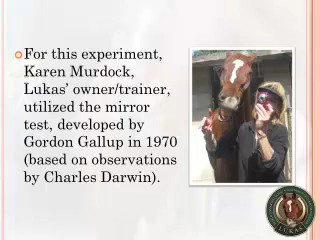 For this experiment,
Karen Murdock,
Lukas’ owner/trainer,
utilized the mirror
test, developed by
Gordon Gallup in 1970
(based on observations
by Charles Darwin).
LUKAS